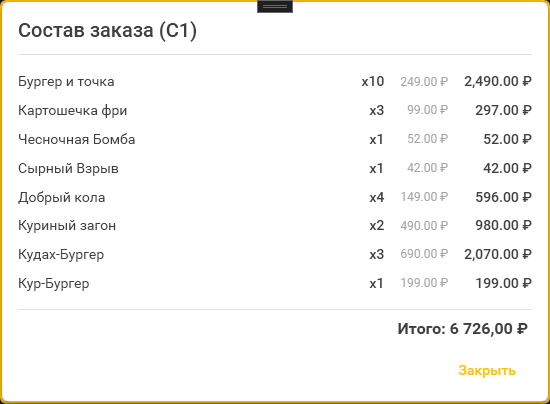 Состав заказа (C1)
Бургер и точка x10 249.00 ₽ 2,490.00 ₽
Картошечка фри x3 99.00 ₽ 297.00 ₽
Чесночная Бомба x1 52.00 ₽ 52.00 ₽
Сырный Взрыв x1 42.00 ₽ 42.00 ₽
Добрый кола x4 149.00 ₽ 596.00 ₽
Куриный загон x2 490.00 ₽ 980.00 ₽
Кудах-Бургер x3 690.00 ₽ 2,070.00 ₽
Кур-Бургер x1 199.00 ₽ 199.00 ₽
Итого: 6 726,00 ₽
Закрыть